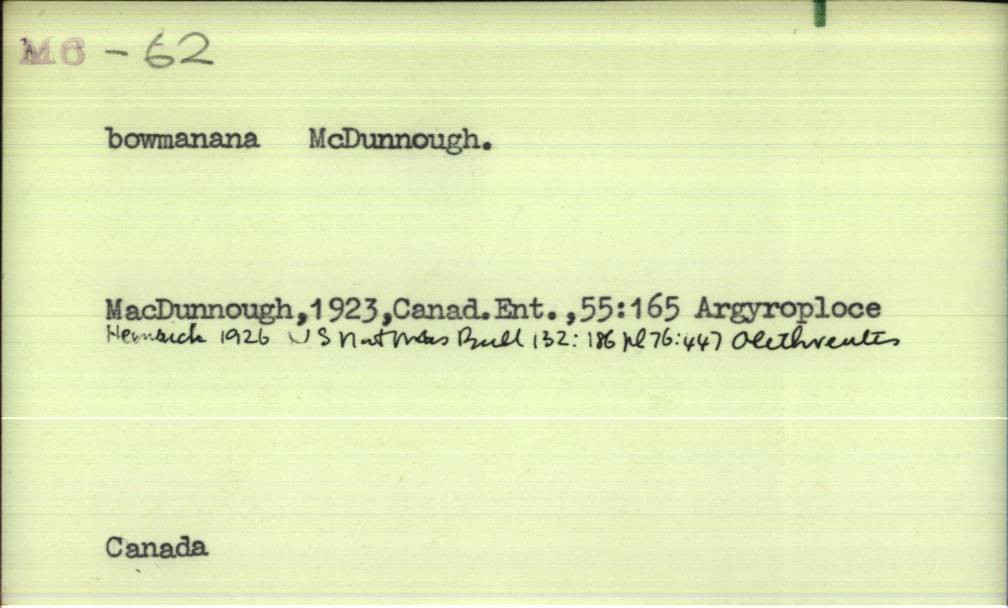 M6 - 62
bowmanana McDunnough.
MacDunnough,1923,Canad.Ent.,55:165 Argyroploce
Heinrich 1926 US Nat Mus Bull 132: 186 pl 76:447 Olethreutes
Canada